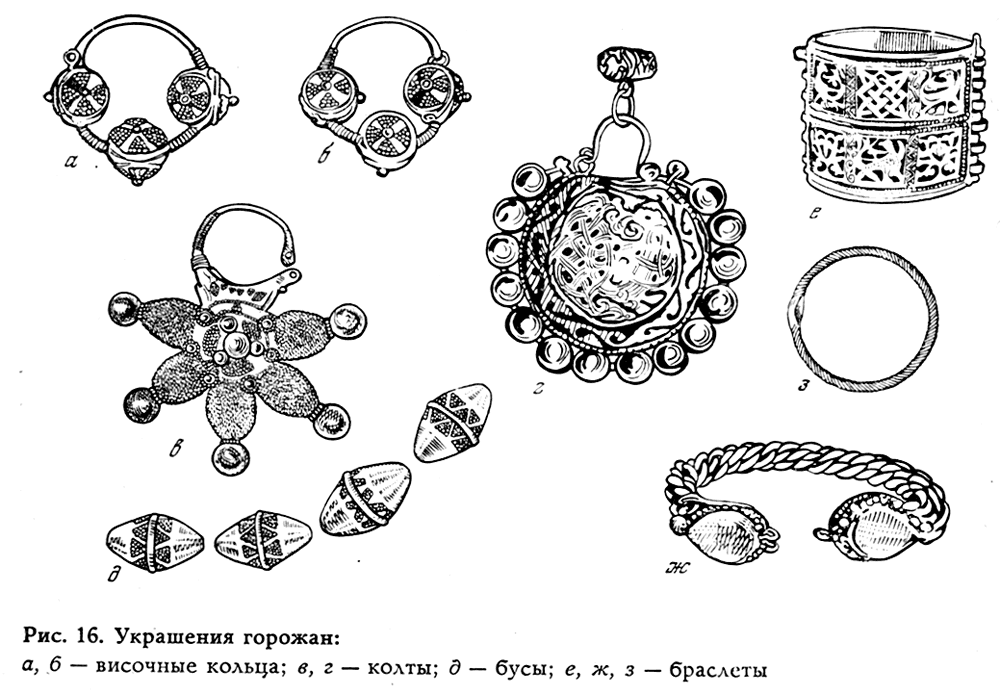 а
б
е
в
г
з
д
ж
Рис. 16. Украшения горожан:
а, б — височные кольца; в, г — колты; д — бусы; е, ж, з — браслеты